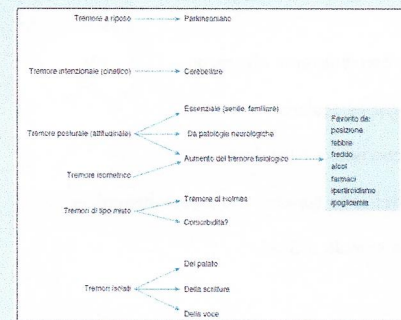 Tremore a riposo
Parkinsoniano
Tremore intenzionale (cinetico)
Cerebellare
Tremore posturale (attitudinale)
Essenziale (senile, familiare)
Da patologie neurologiche
Aumento del tremore fisiologico
Tremore isometrico
Favorito da:
posizione
febbre
freddo
alcol
farmaci
ipertiroidismo
ipoglicemia
Tremori di tipo misto
Tremore di Holmes
Comorbidità?
Tremori isolati
Del palato
Della scrittura
Della voce